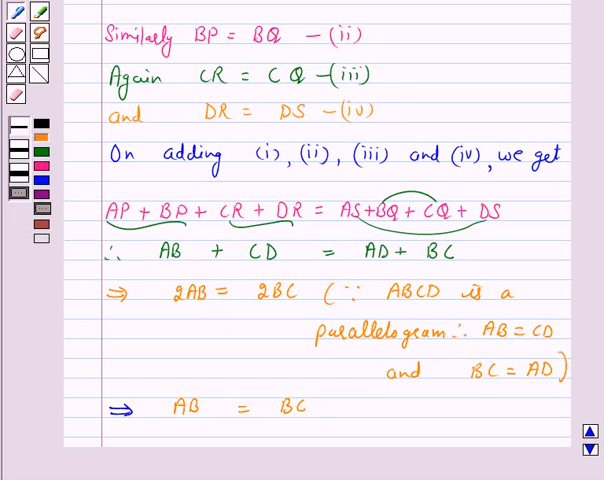 Similarly BP = BQ – (ii)
Again CR = CQ – (iii)
and DR = DS – (iv)
On adding (i), (ii), (iii) and (iv), we get
AP + BP + CR + DR = AS + BQ + CQ + DS
∴ AB + CD = AD + BC
⇒ 2AB = 2BC (∵ ABCD is a
parallelogram ∴ AB = CD
and BC = AD)
⇒ AB = BC